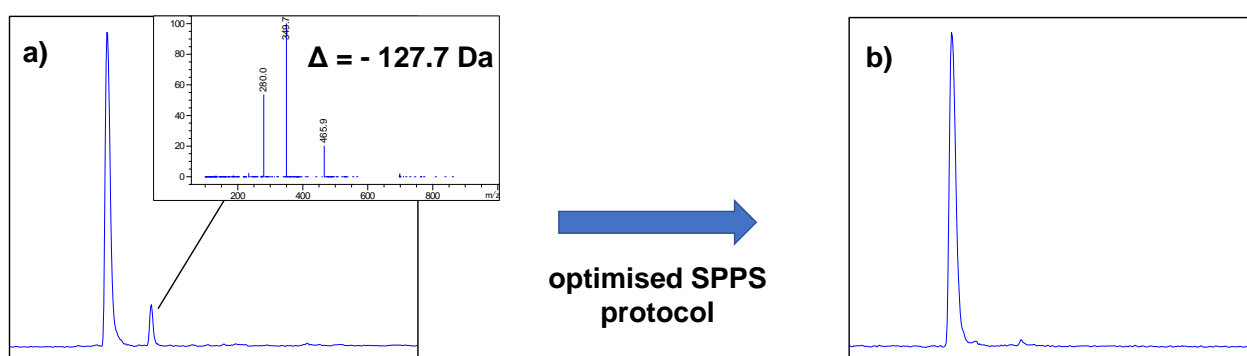 a)
100
80
60
40
20
0
280.0
349.7
465.9
Δ = - 127.7 Da
200
400
600
800
m/z
optimised SPPS
protocol
b)